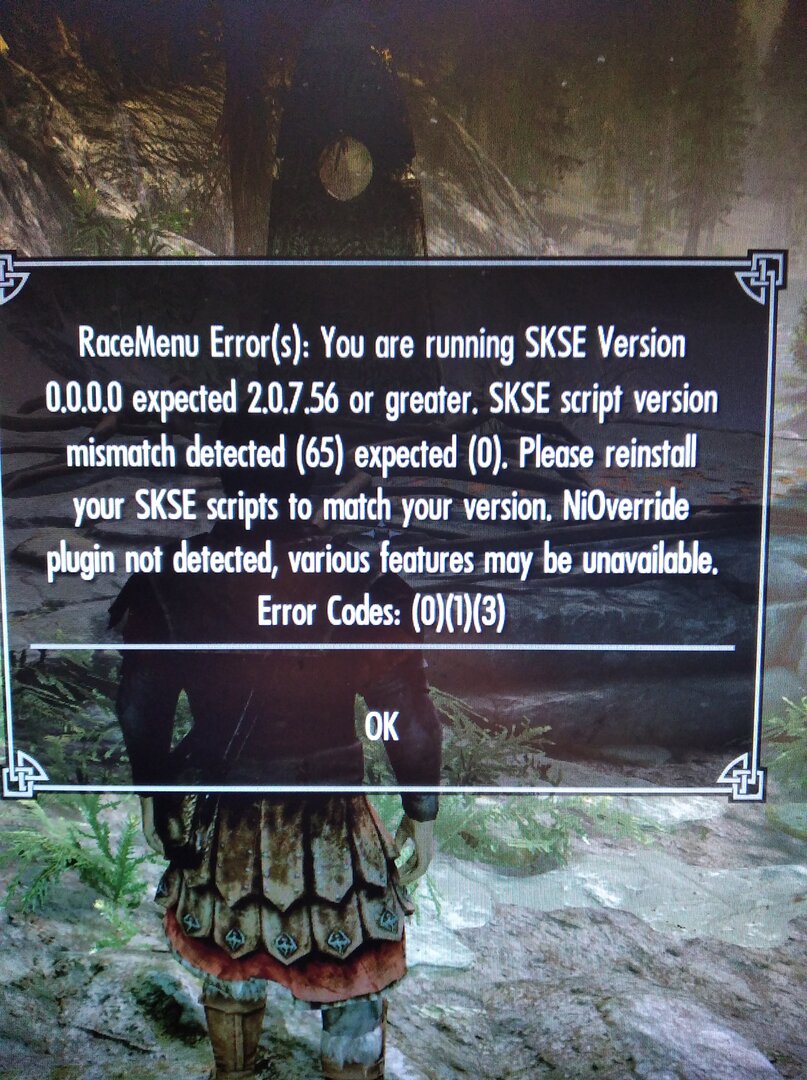 RaceMenu Error(s): You are running SKSE Version
0.0.0.0 expected 2.0.7.56 or greater. SKSE script version
mismatch detected (65) expected (0). Please reinstall
your SKSE scripts to match your version. NiOverride
plugin not detected, various features may be unavailable.
Error Codes: (0)(1)(3)
OK